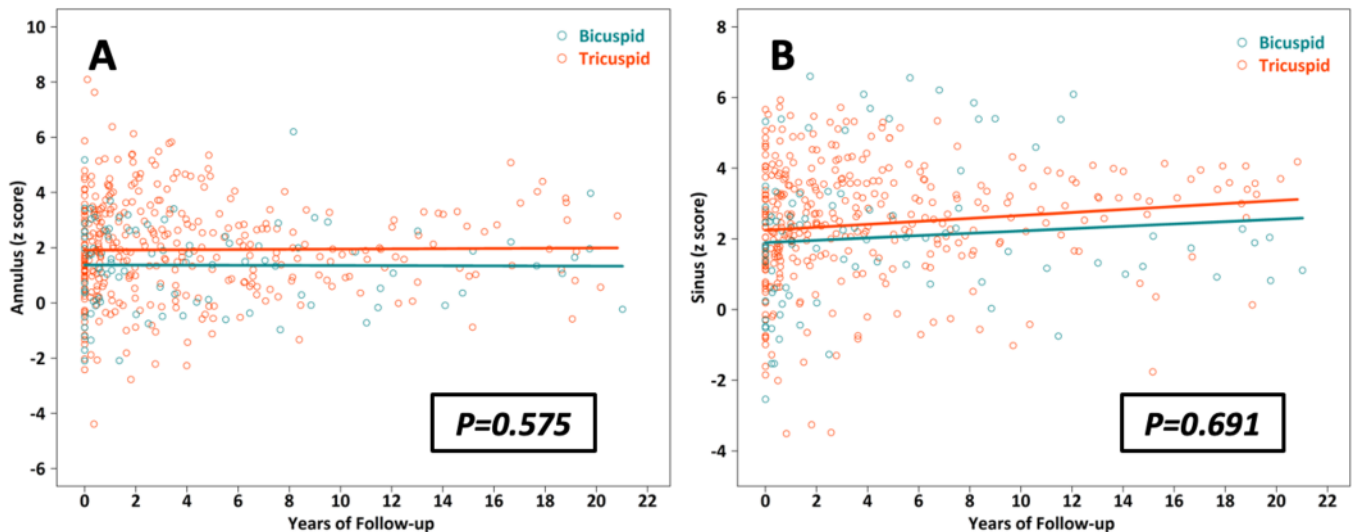 A
Bicuspid
Tricuspid
Annulus (z score)
10
8
6
4
2
0
-2
-4
-6
P=0.575
0 2 4 6 8 10 12 14 16 18 20 22
Years of Follow-up
B
Bicuspid
Tricuspid
Sinus (z score)
8
6
4
2
0
-2
-4
P=0.691
0 2 4 6 8 10 12 14 16 18 20 22
Years of Follow-up